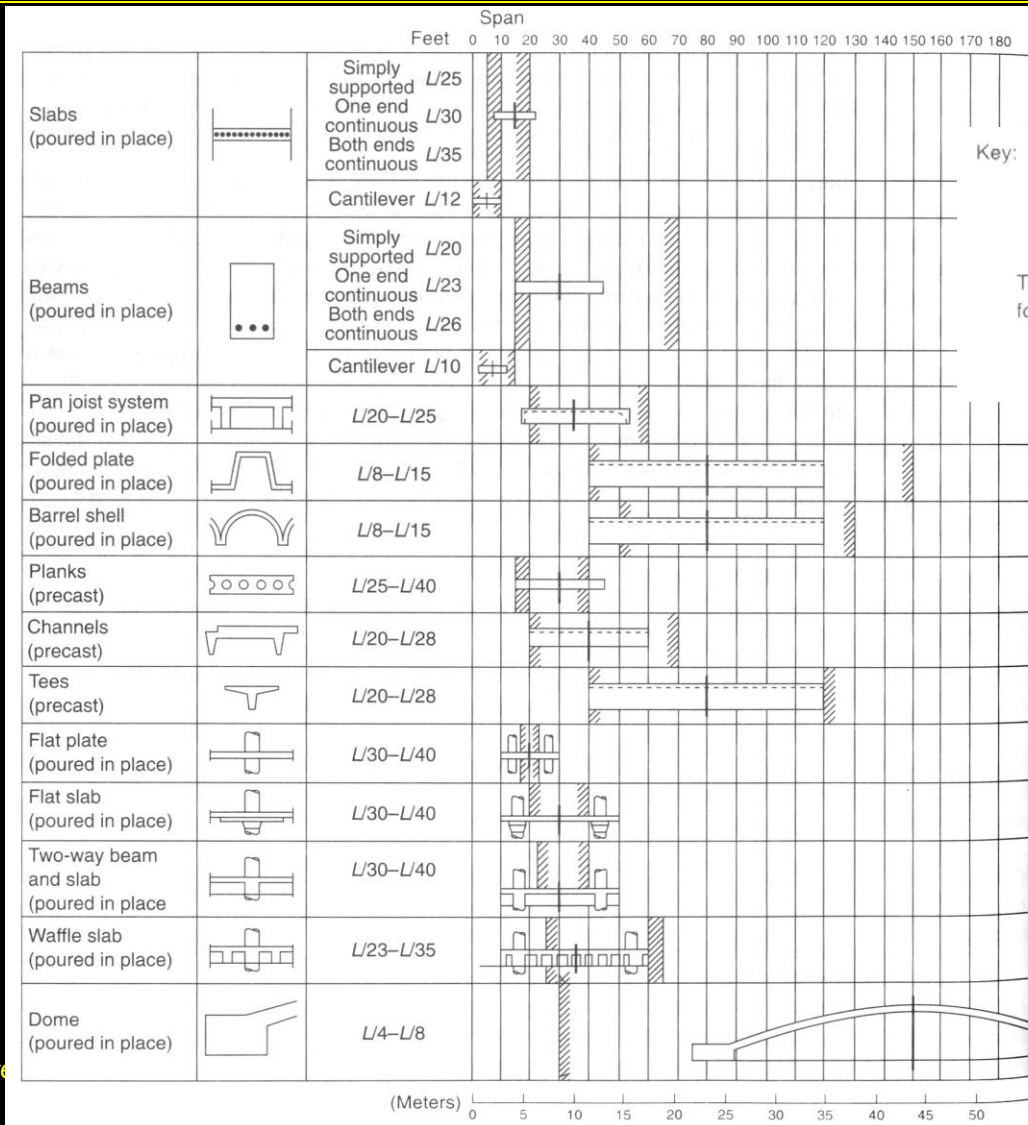 Span
Feet 0 10 20 30 40 50 60 70 80 90 100 110 120 130 140 150 160 170 180
Slabs
(poured in place)
Simply
supported L/25
One end
continuous L/30
Both ends
continuous L/35
Cantilever L/12
Key:
Beams
(poured in place)
Simply
supported L/20
One end
continuous L/23
Both ends
continuous L/26
Cantilever L/10
Pan joist system
(poured in place)
L/20–L/25
Folded plate
(poured in place)
L/8–L/15
Barrel shell
(poured in place)
L/8–L/15
Planks
(precast)
L/25–L/40
Channels
(precast)
L/20–L/28
Tees
(precast)
L/20–L/28
Flat plate
(poured in place)
L/30–L/40
Flat slab
(poured in place)
L/30–L/40
Two-way beam
and slab
(poured in place
L/30–L/40
Waffle slab
(poured in place)
L/23–L/35
Dome
(poured in place)
L/4–L/8
(Meters) 0 5 10 15 20 25 30 35 40 45 50